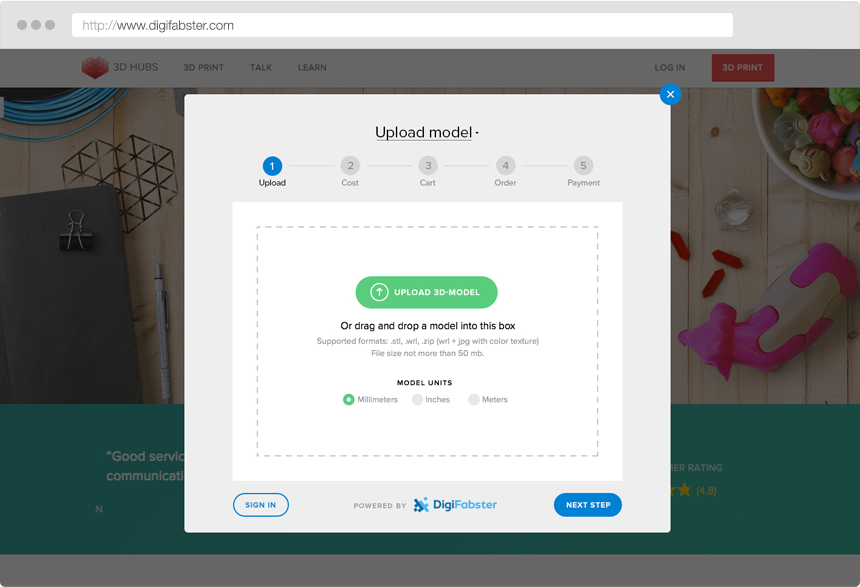 http://www.digifabster.com
3D HUBS 3D PRINT TALK LEARN LOG IN 3D PRINT
Upload model
1 2 3 4 5
Upload Cost Cart Order Payment
UPLOAD 3D-MODEL
Or drag and drop a model into this box
Supported formats: .stl, .wrl, .zip (wrl + jpg with color texture)
File size not more than 50 mb.
MODEL UNITS
Millimeters Inches Meters
“Good servic
communicati
MER RATING
(4.8)
N
SIGN IN POWERED BY DigiFabster NEXT STEP